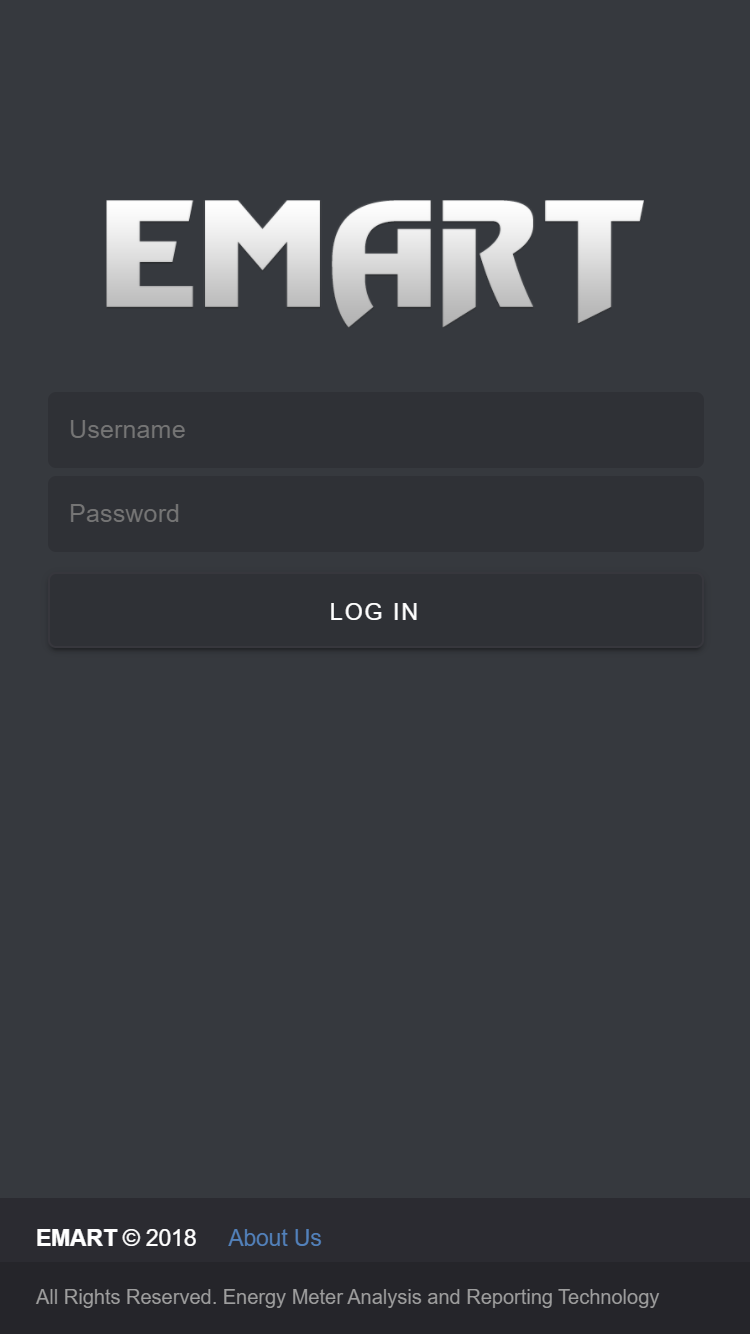 EMART
Username
Password
LOG IN
EMART © 2018 About Us
All Rights Reserved. Energy Meter Analysis and Reporting Technology